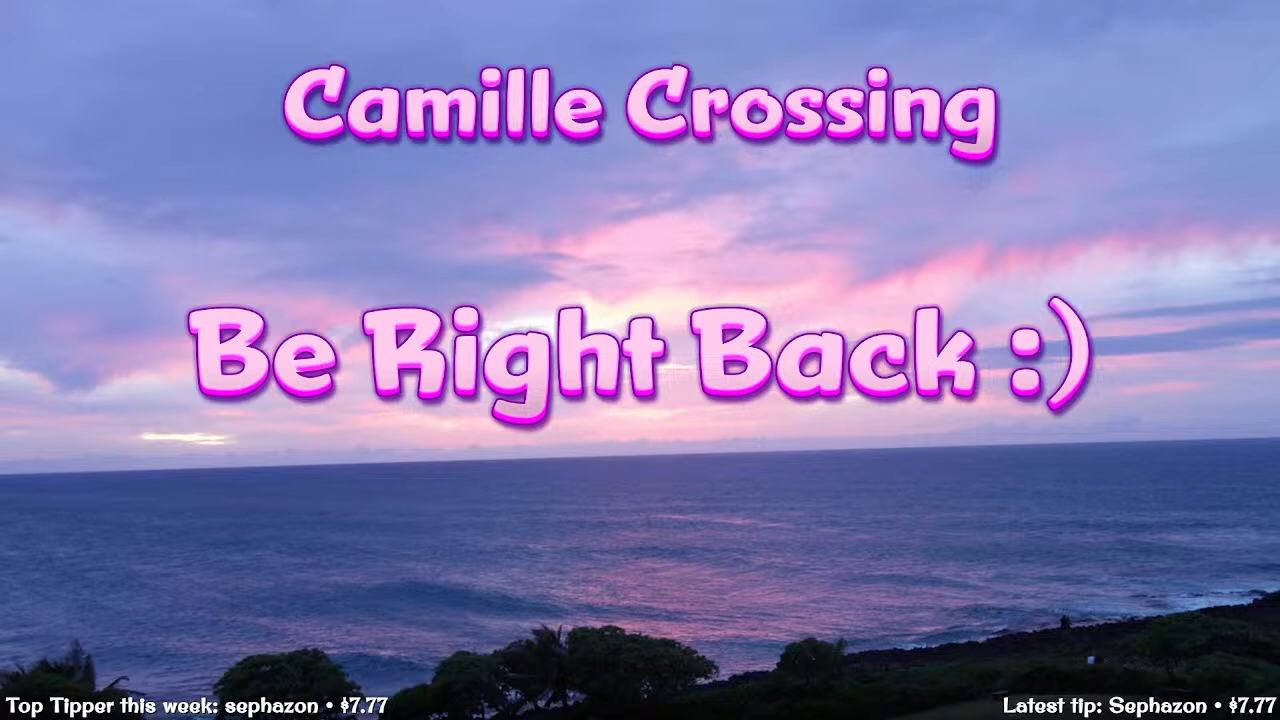 Camille Crossing
Be Right Back :)
Top Tipper this week: sephazon • $7.77
Latest tip: Sephazon • $7.77